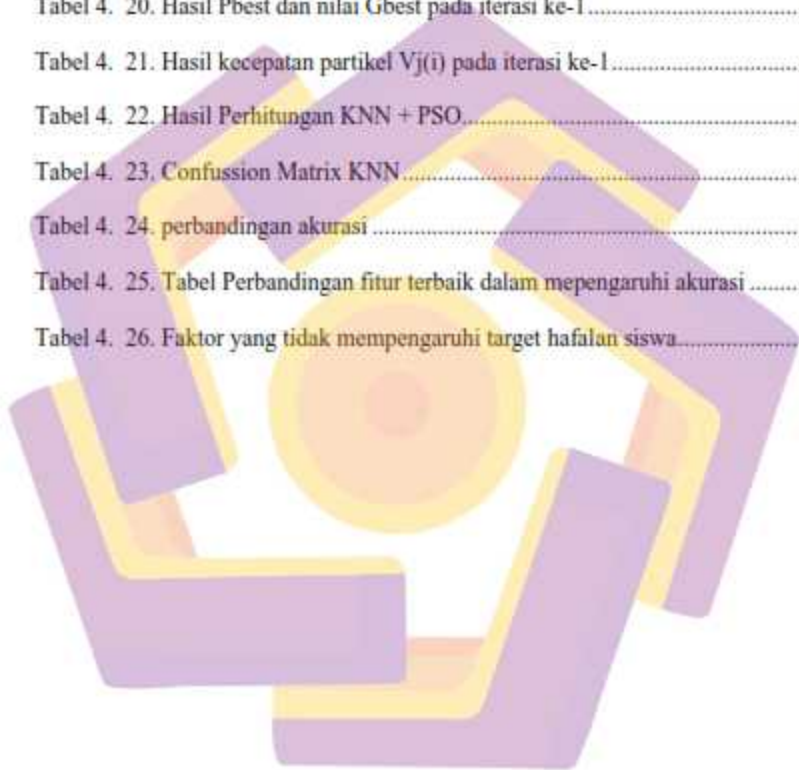 Tabel 4. 20. Hasil Pbest dan nilai Gbest pada iterasi ke-1...............................
Tabel 4. 21. Hasil kecepatan partikel Vj(i) pada iterasi ke-1...........................
Tabel 4. 22. Hasil Perhitungan KNN + PSO.....................................................
Tabel 4. 23. Confussion Matrix KNN...............................................................
Tabel 4. 24. perbandingan akurasi ....................................................................
Tabel 4. 25. Tabel Perbandingan fitur terbaik dalam mepengaruhi akurasi ........
Tabel 4. 26. Faktor yang tidak mempengaruhi target hafalan siswa....................